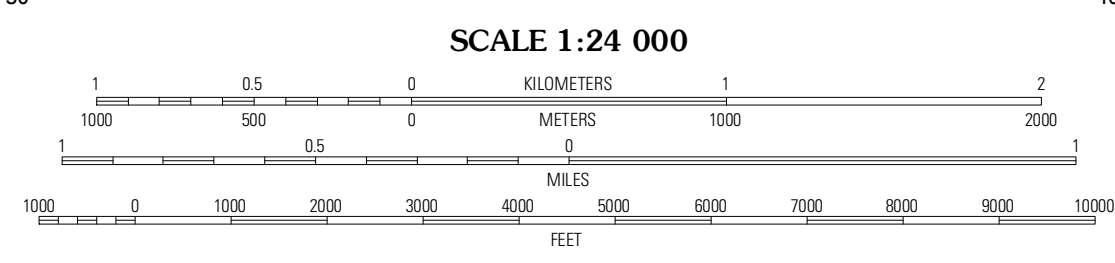 SCALE 1:24 000
1 0.5 0 KILOMETERS 1 2
1000 500 0 METERS 1000 2000
1 0.5 0 1
MILES
1000 0 1000 2000 3000 4000 5000 6000 7000 8000 9000 10000
FEET